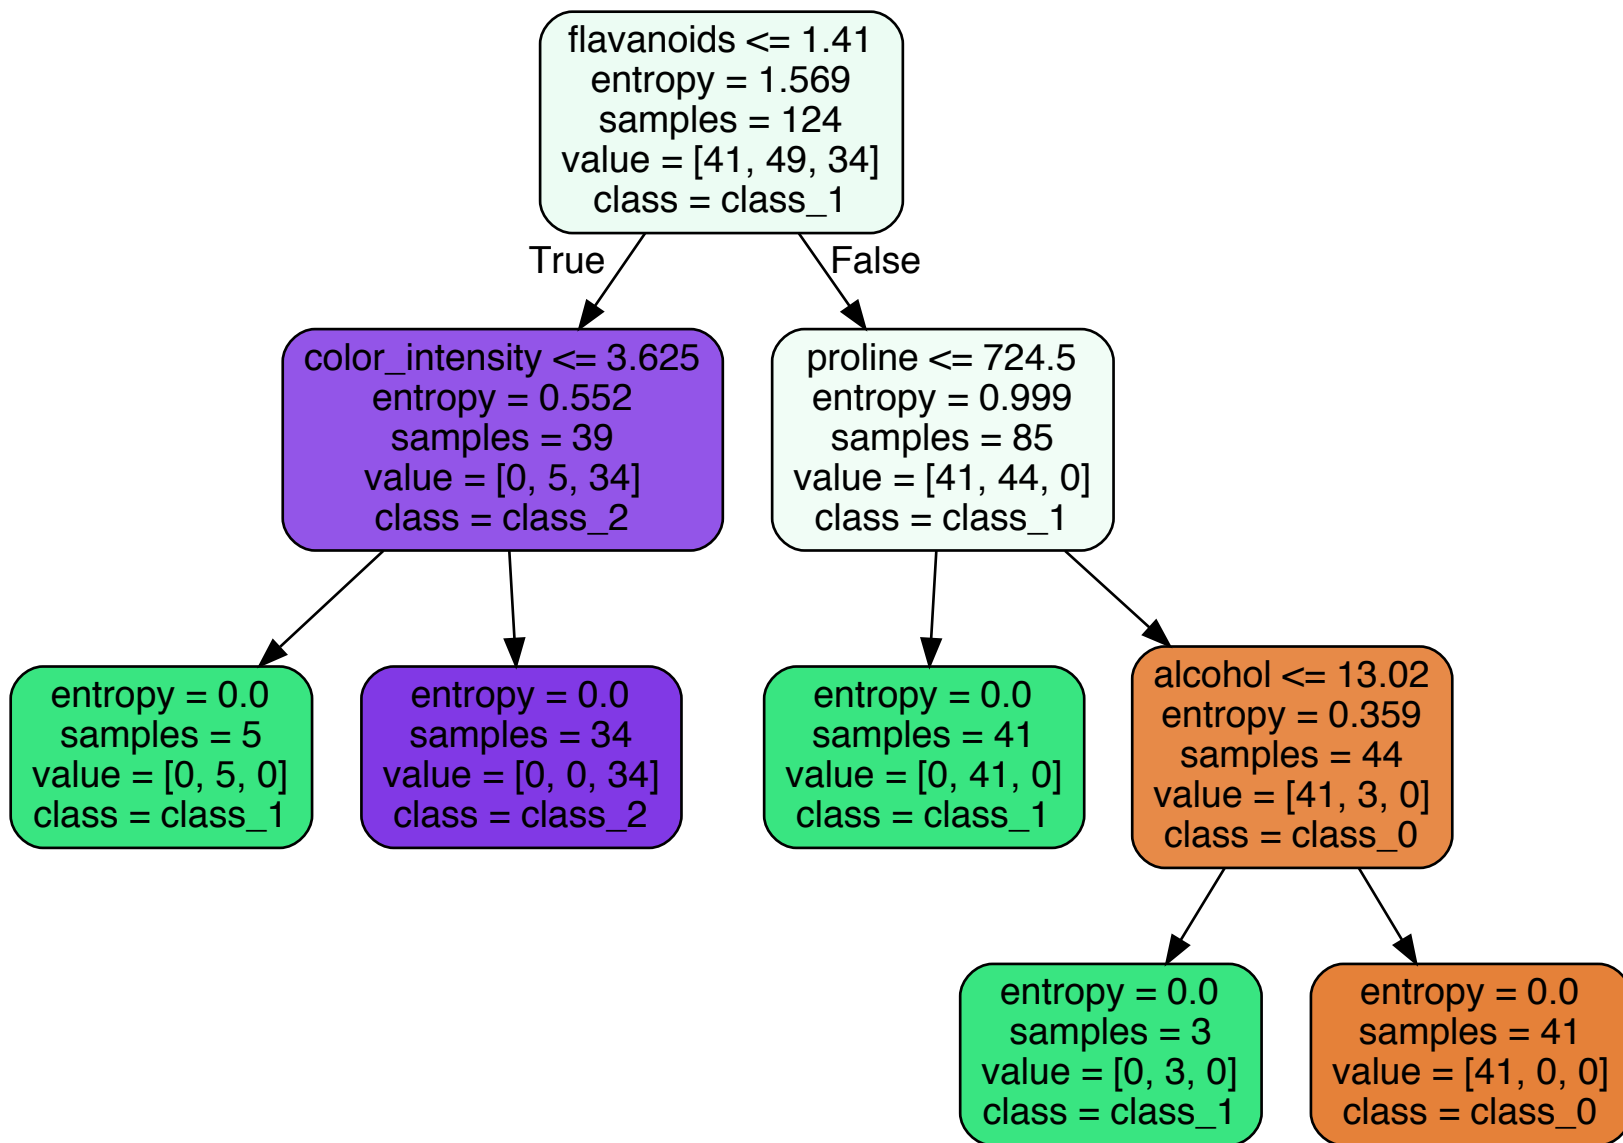 flavanoids <= 1.41
entropy = 1.569
samples = 124
value = [41, 49, 34]
class = class_1
True
False
color_intensity <= 3.625
entropy = 0.552
samples = 39
value = [0, 5, 34]
class = class_2
proline <= 724.5
entropy = 0.999
samples = 85
value = [41, 44, 0]
class = class_1
entropy = 0.0
samples = 5
value = [0, 5, 0]
class = class_1
entropy = 0.0
samples = 34
value = [0, 0, 34]
class = class_2
entropy = 0.0
samples = 41
value = [0, 41, 0]
class = class_1
alcohol <= 13.02
entropy = 0.359
samples = 44
value = [41, 3, 0]
class = class_0
entropy = 0.0
samples = 3
value = [0, 3, 0]
class = class_1
entropy = 0.0
samples = 41
value = [41, 0, 0]
class = class_0